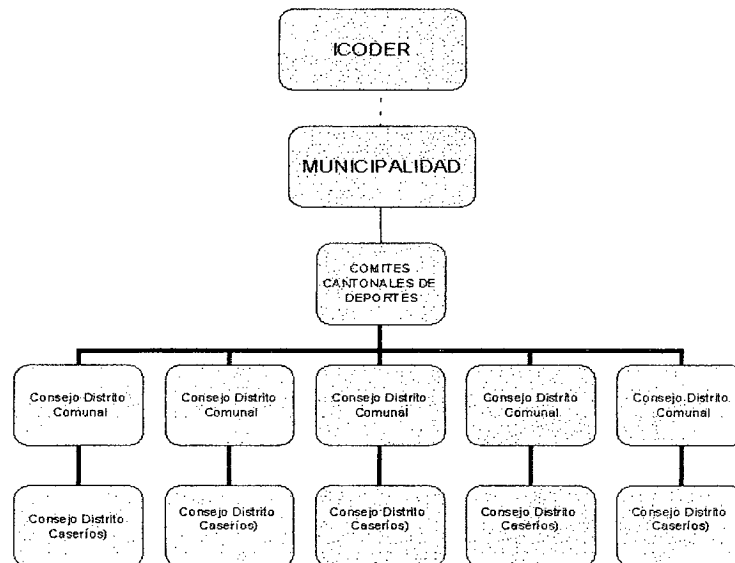 ICODER
MUNICIPALIDAD
COMITES
CANTONALES DE
DEPORTES
Consejo Distrito
Comunal
Consejo Distrito
Comunal
Consejo Distrito
Comunal
Consejo Distrito
Comunal
Consejo Distrito
Comunal
Consejo Distrito
Caseríos)
Consejo Distrito
Caseríos)
Consejo Distrito
Caseríos)
Consejo Distrito
Caseríos)
Consejo Distrito
Caseríos)